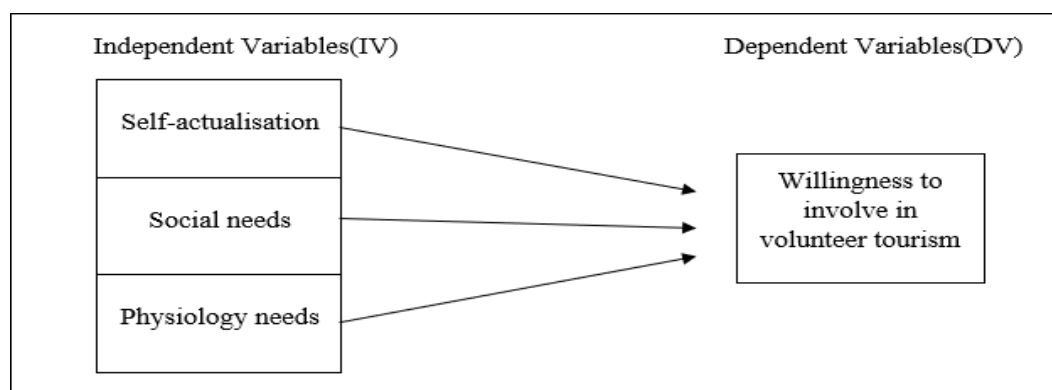 Independent Variables(IV)
Dependent Variables(DV)
Self-actualisation
Social needs
Physiology needs
Willingness to
involve in
volunteer tourism